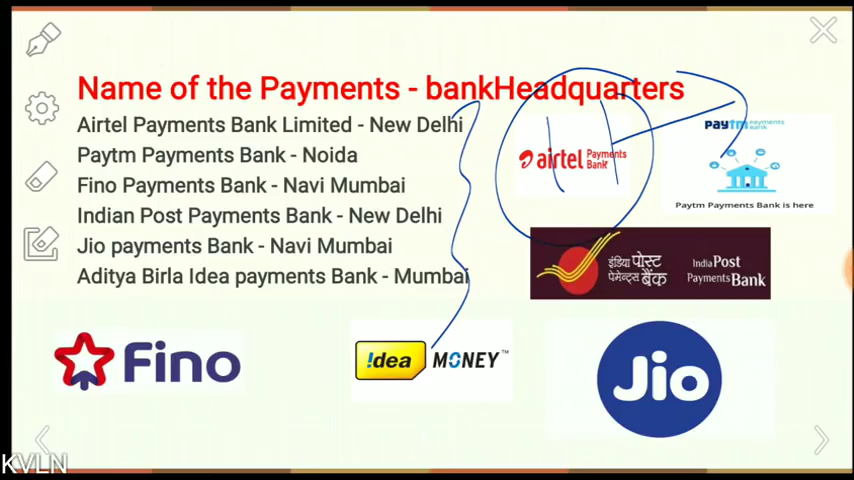 Name of the Payments - bankHeadquarters
Airtel Payments Bank Limited - New Delhi
Paytm Payments Bank - Noida
Fino Payments Bank - Navi Mumbai
Indian Post Payments Bank - New Delhi
Jio payments Bank - Navi Mumbai
Aditya Birla Idea payments Bank - Mumbai
airtel Payments Bank
Paytm Payments Bank
Paytm Payments Bank is here
इंडिया पोस्ट
पेमेन्ट्स बैंक
India Post
Payments Bank
Fino
!dea MONEY™
Jio
KVLN